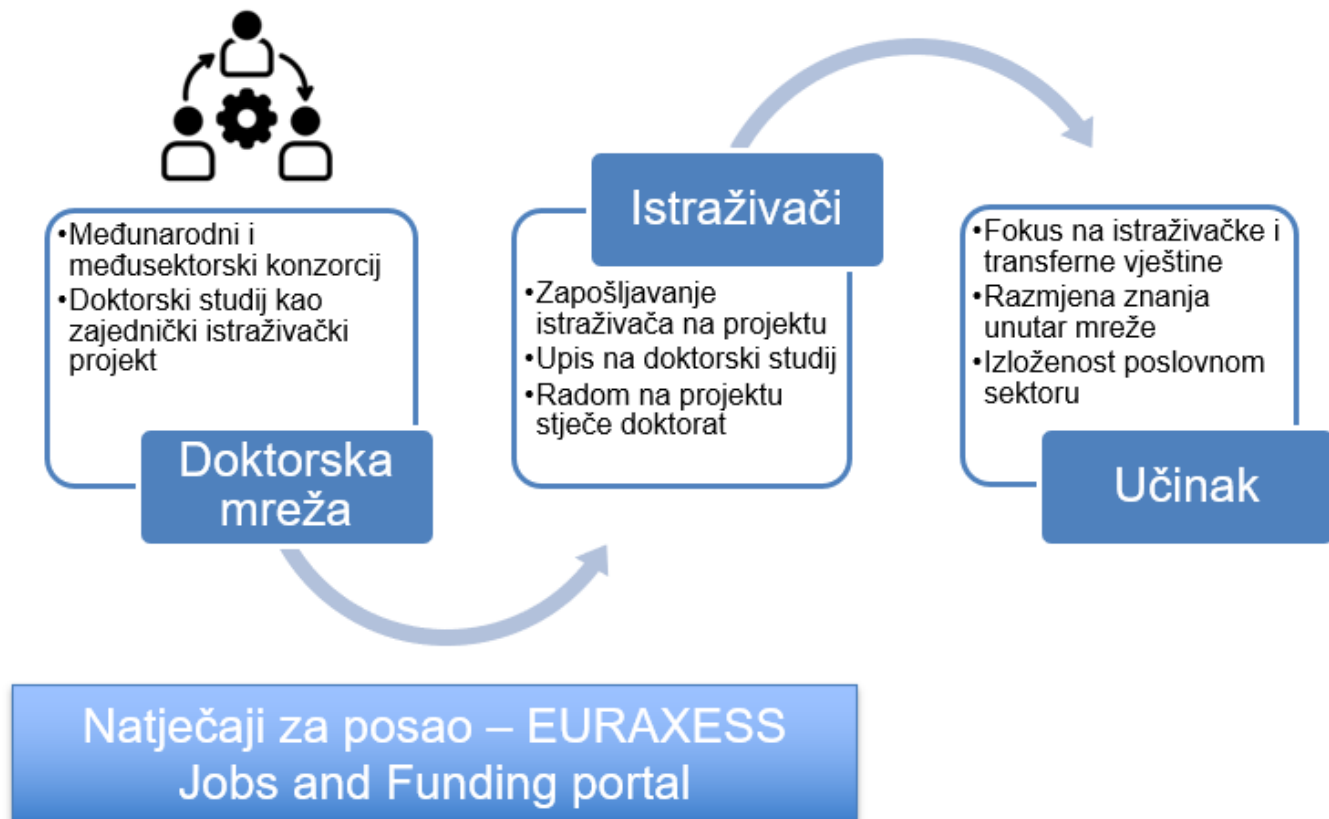 •Međunarodni i
međusektorski konzorcij
•Doktorski studij kao
zajednički istraživački
projekt
Doktorska
mreža
Istraživači
•Zapošljavanje
istraživača na projektu
•Upis na doktorski studij
•Radom na projektu
stječe doktorat
•Fokus na istraživačke i
transferne vještine
•Razmjena znanja
unutar mreže
•Izloženost poslovnom
sektoru
Učinak
Natječaji za posao – EURAXESS
Jobs and Funding portal